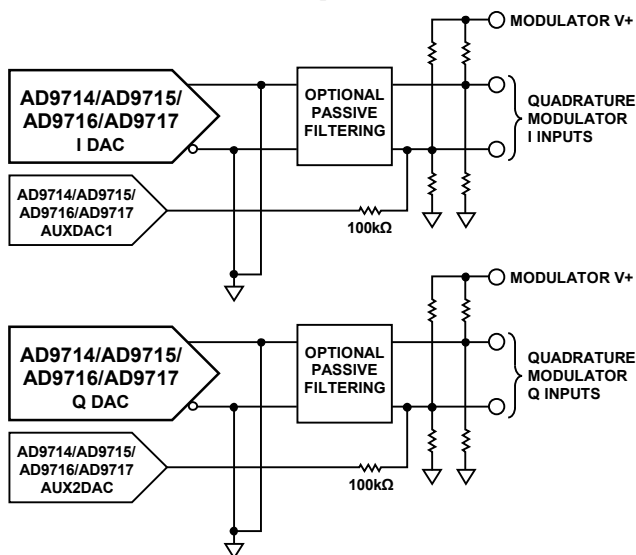 MODULATOR V+
AD9714/AD9715/
AD9716/AD9717
I DAC
OPTIONAL
PASSIVE
FILTERING
QUADRATURE
MODULATOR
I INPUTS
AD9714/AD9715/
AD9716/AD9717
AUXDAC1
100kΩ
MODULATOR V+
AD9714/AD9715/
AD9716/AD9717
Q DAC
OPTIONAL
PASSIVE
FILTERING
QUADRATURE
MODULATOR
Q INPUTS
AD9714/AD9715/
AD9716/AD9717
AUX2DAC
100kΩ